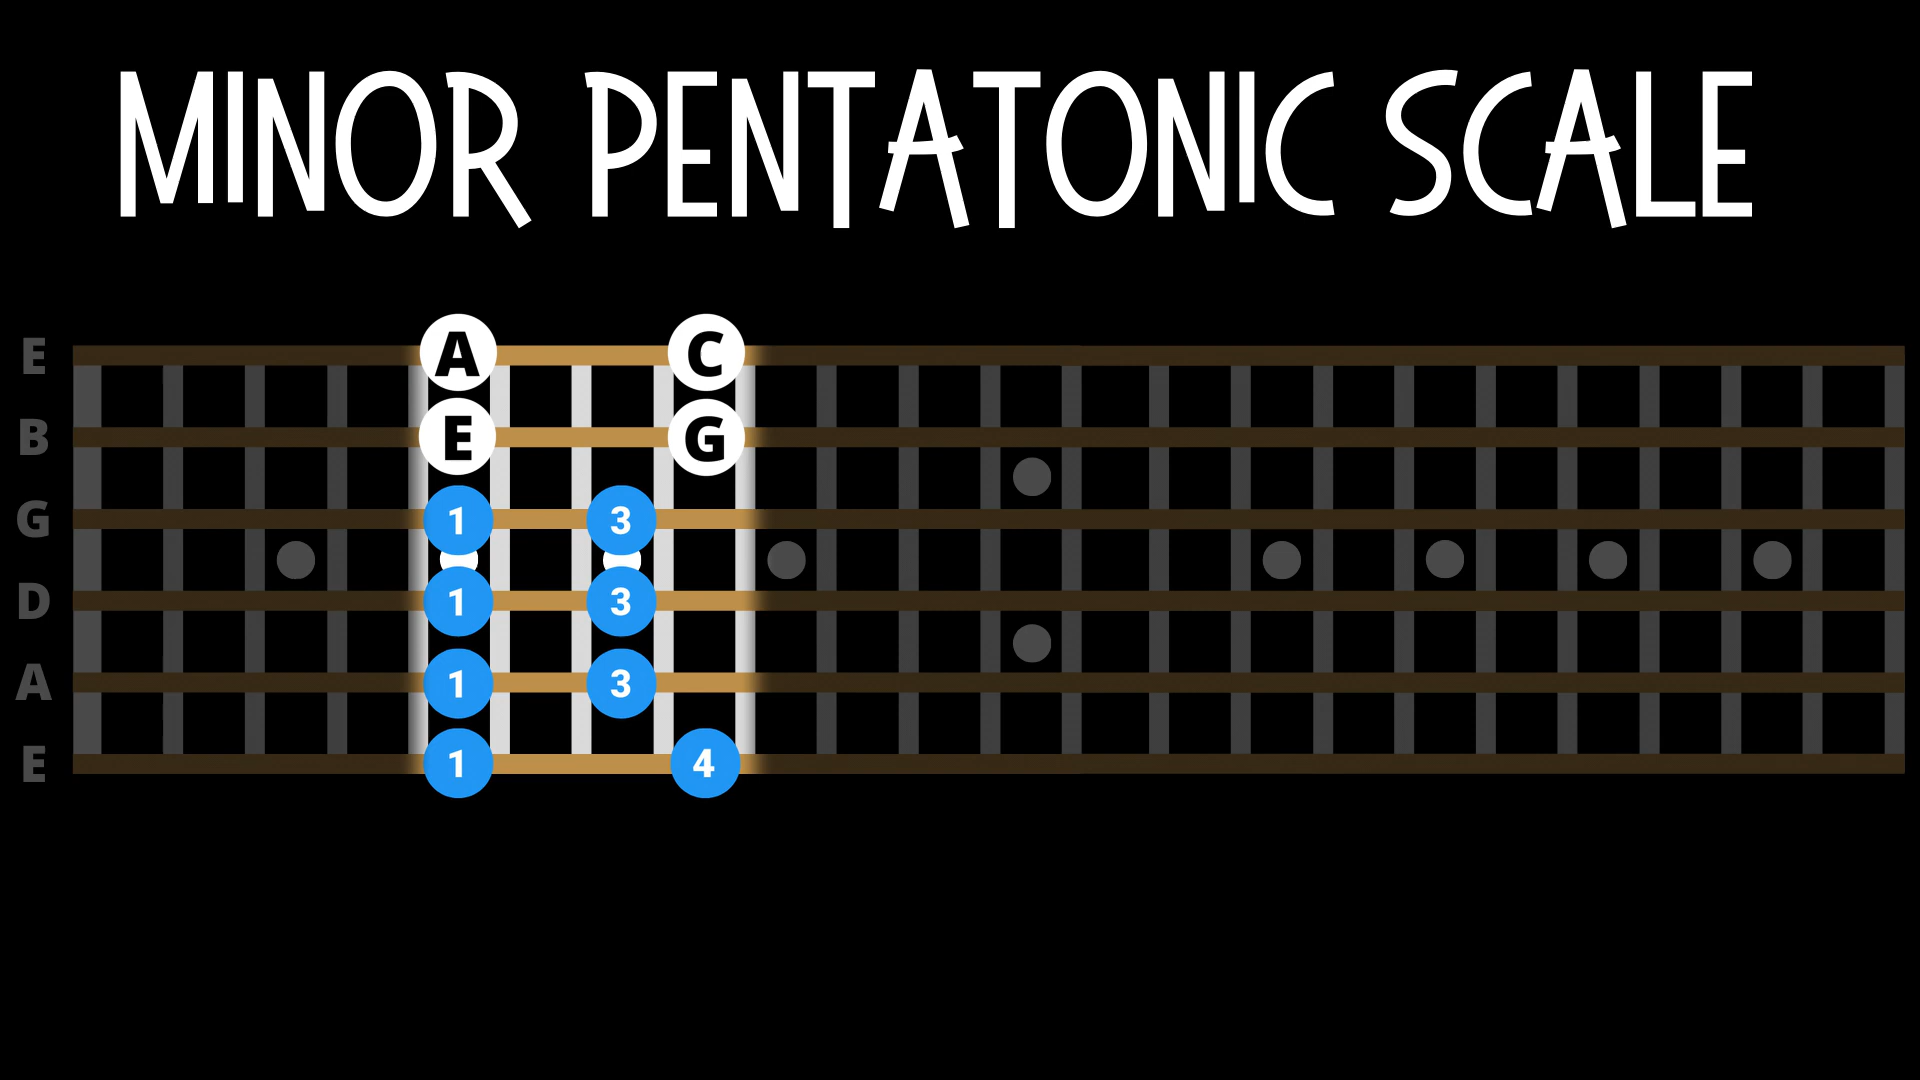 MINOR PENTATONIC SCALE
E A C
B E G
G 1 3
D 1 3
A 1 3
E 1 4